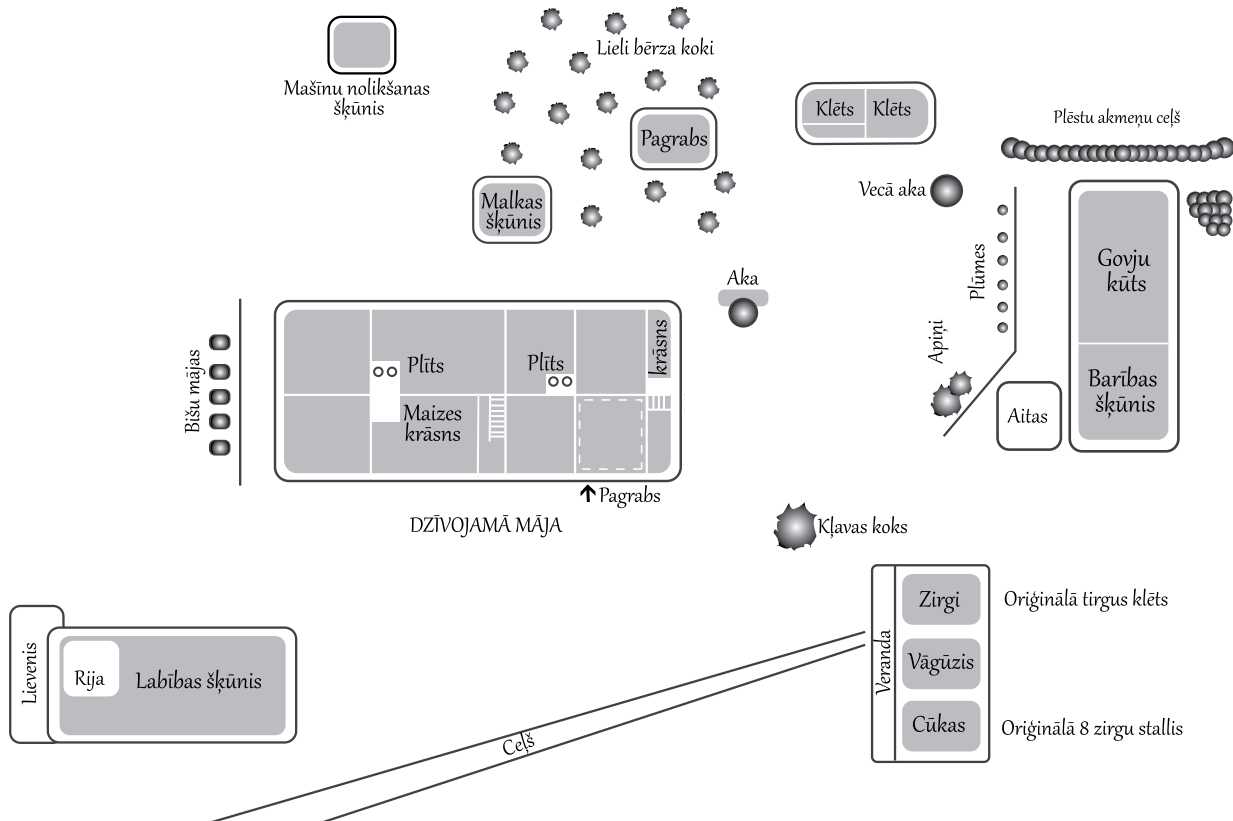 Lieli bērza koki
Mašīnu nolikšanas
šķūnis
Klēts
Klēts
Plēstu akmeņu ceļš
Pagrabs
Vecā aka
Malkas
šķūnis
Govju
kūts
Plūmes
Aka
Apiņi
Bišu mājas
Plīts
Plīts
krāsns
Maizes
krāsns
Barības
šķūnis
Aitas
Pagrabs
DZĪVOJAMĀ MĀJA
Kļavas koks
Zirgi
Oriģinālā tirgus klēts
Veranda
Vāgūzis
Lievenis
Rija
Labības šķūnis
Cūkas
Oriģinālā 8 zirgu stallis
Ceļš